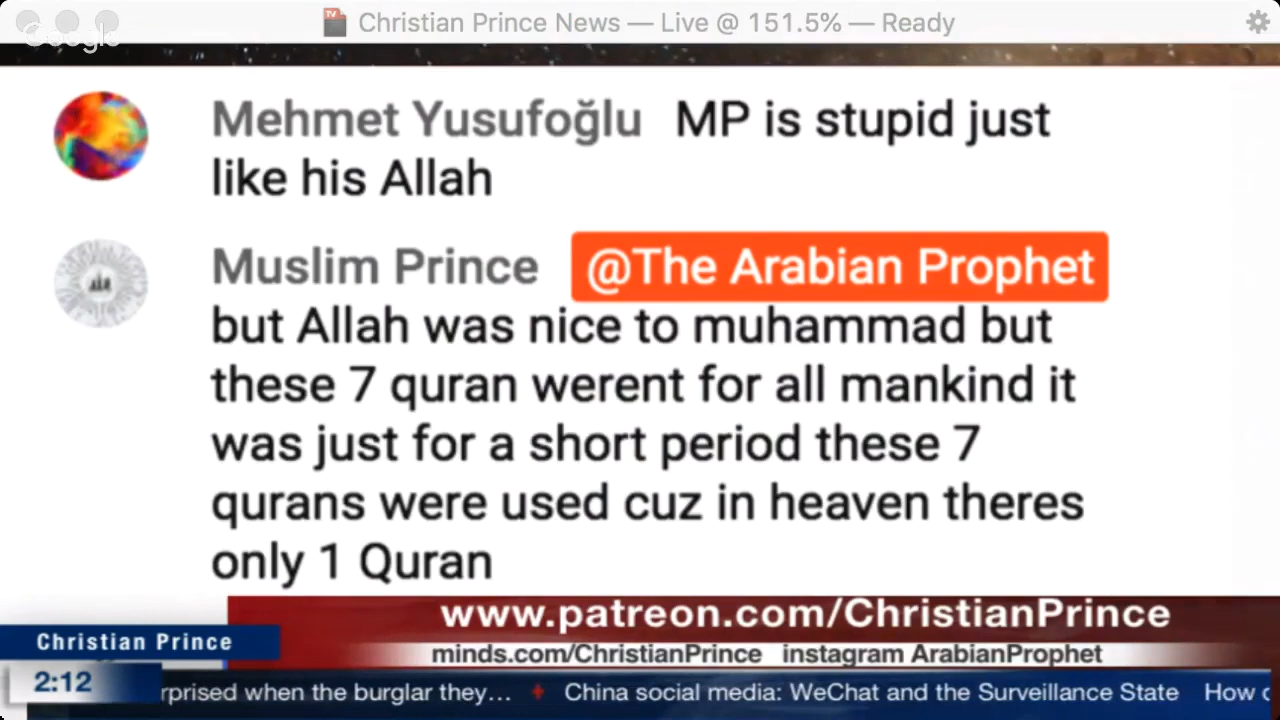 Christian Prince News — Live @ 151.5% — Ready
Google
Mehmet Yusufoğlu MP is stupid just
like his Allah
Muslim Prince @The Arabian Prophet
but Allah was nice to muhammad but
these 7 quran werent for all mankind it
was just for a short period these 7
qurans were used cuz in heaven theres
only 1 Quran
www.patreon.com/ChristianPrince
Christian Prince
minds.com/ChristianPrince instagram ArabianProphet
2:12
rprised when the burglar they... China social media: WeChat and the Surveillance State How